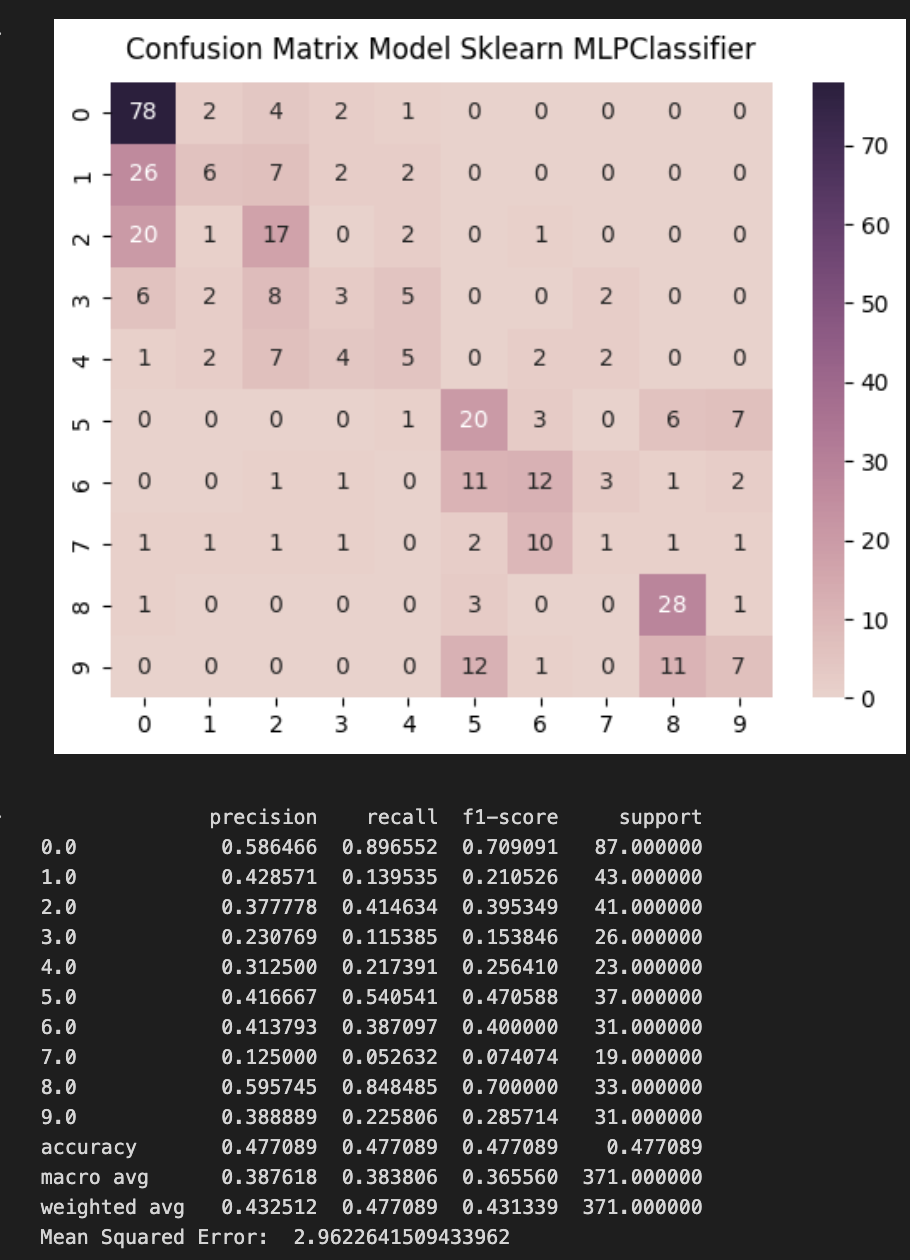 Confusion Matrix Model Sklearn MLPClassifier
0 78 2 4 2 1 0 0 0 0 0
1 26 6 7 2 2 0 0 0 0 0
2 20 1 17 0 2 0 1 0 0 0
3 6 2 8 3 5 0 0 2 0 0
4 1 2 7 4 5 0 2 2 0 0
5 0 0 0 0 1 20 3 0 6 7
6 0 0 1 1 0 11 12 3 1 2
7 1 1 1 1 0 2 10 1 1 1
8 1 0 0 0 0 3 0 0 28 1
9 0 0 0 0 0 12 1 0 11 7
0 1 2 3 4 5 6 7 8 9
70
60
50
40
30
20
10
0
precision recall f1-score support
0.0 0.586466 0.896552 0.709091 87.000000
1.0 0.428571 0.139535 0.210526 43.000000
2.0 0.377778 0.414634 0.395349 41.000000
3.0 0.230769 0.115385 0.153846 26.000000
4.0 0.312500 0.217391 0.256410 23.000000
5.0 0.416667 0.540541 0.470588 37.000000
6.0 0.413793 0.387097 0.400000 31.000000
7.0 0.125000 0.052632 0.074074 19.000000
8.0 0.595745 0.848485 0.700000 33.000000
9.0 0.388889 0.225806 0.285714 31.000000
accuracy 0.477089 0.477089 0.477089 0.477089
macro avg 0.387618 0.383806 0.365560 371.000000
weighted avg 0.432512 0.477089 0.431339 371.000000
Mean Squared Error: 2.9622641509433962